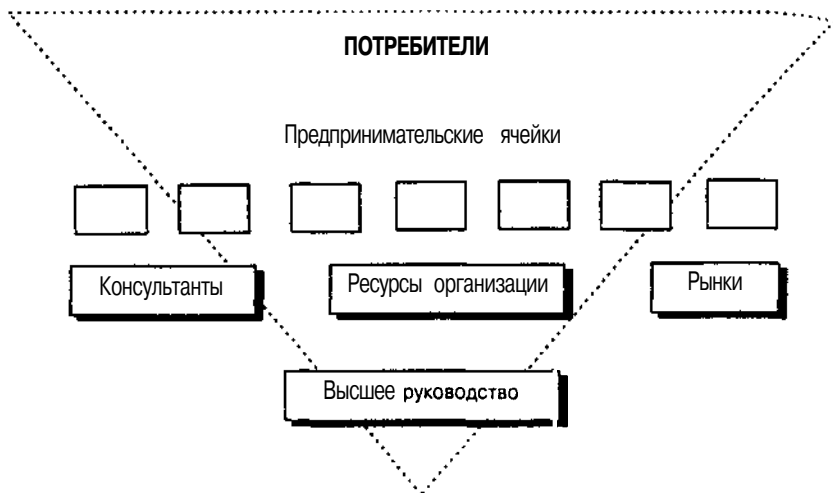 ПОТРЕБИТЕЛИ
Предпринимательские ячейки
Консультанты
Ресурсы организации
Рынки
Высшее руководство